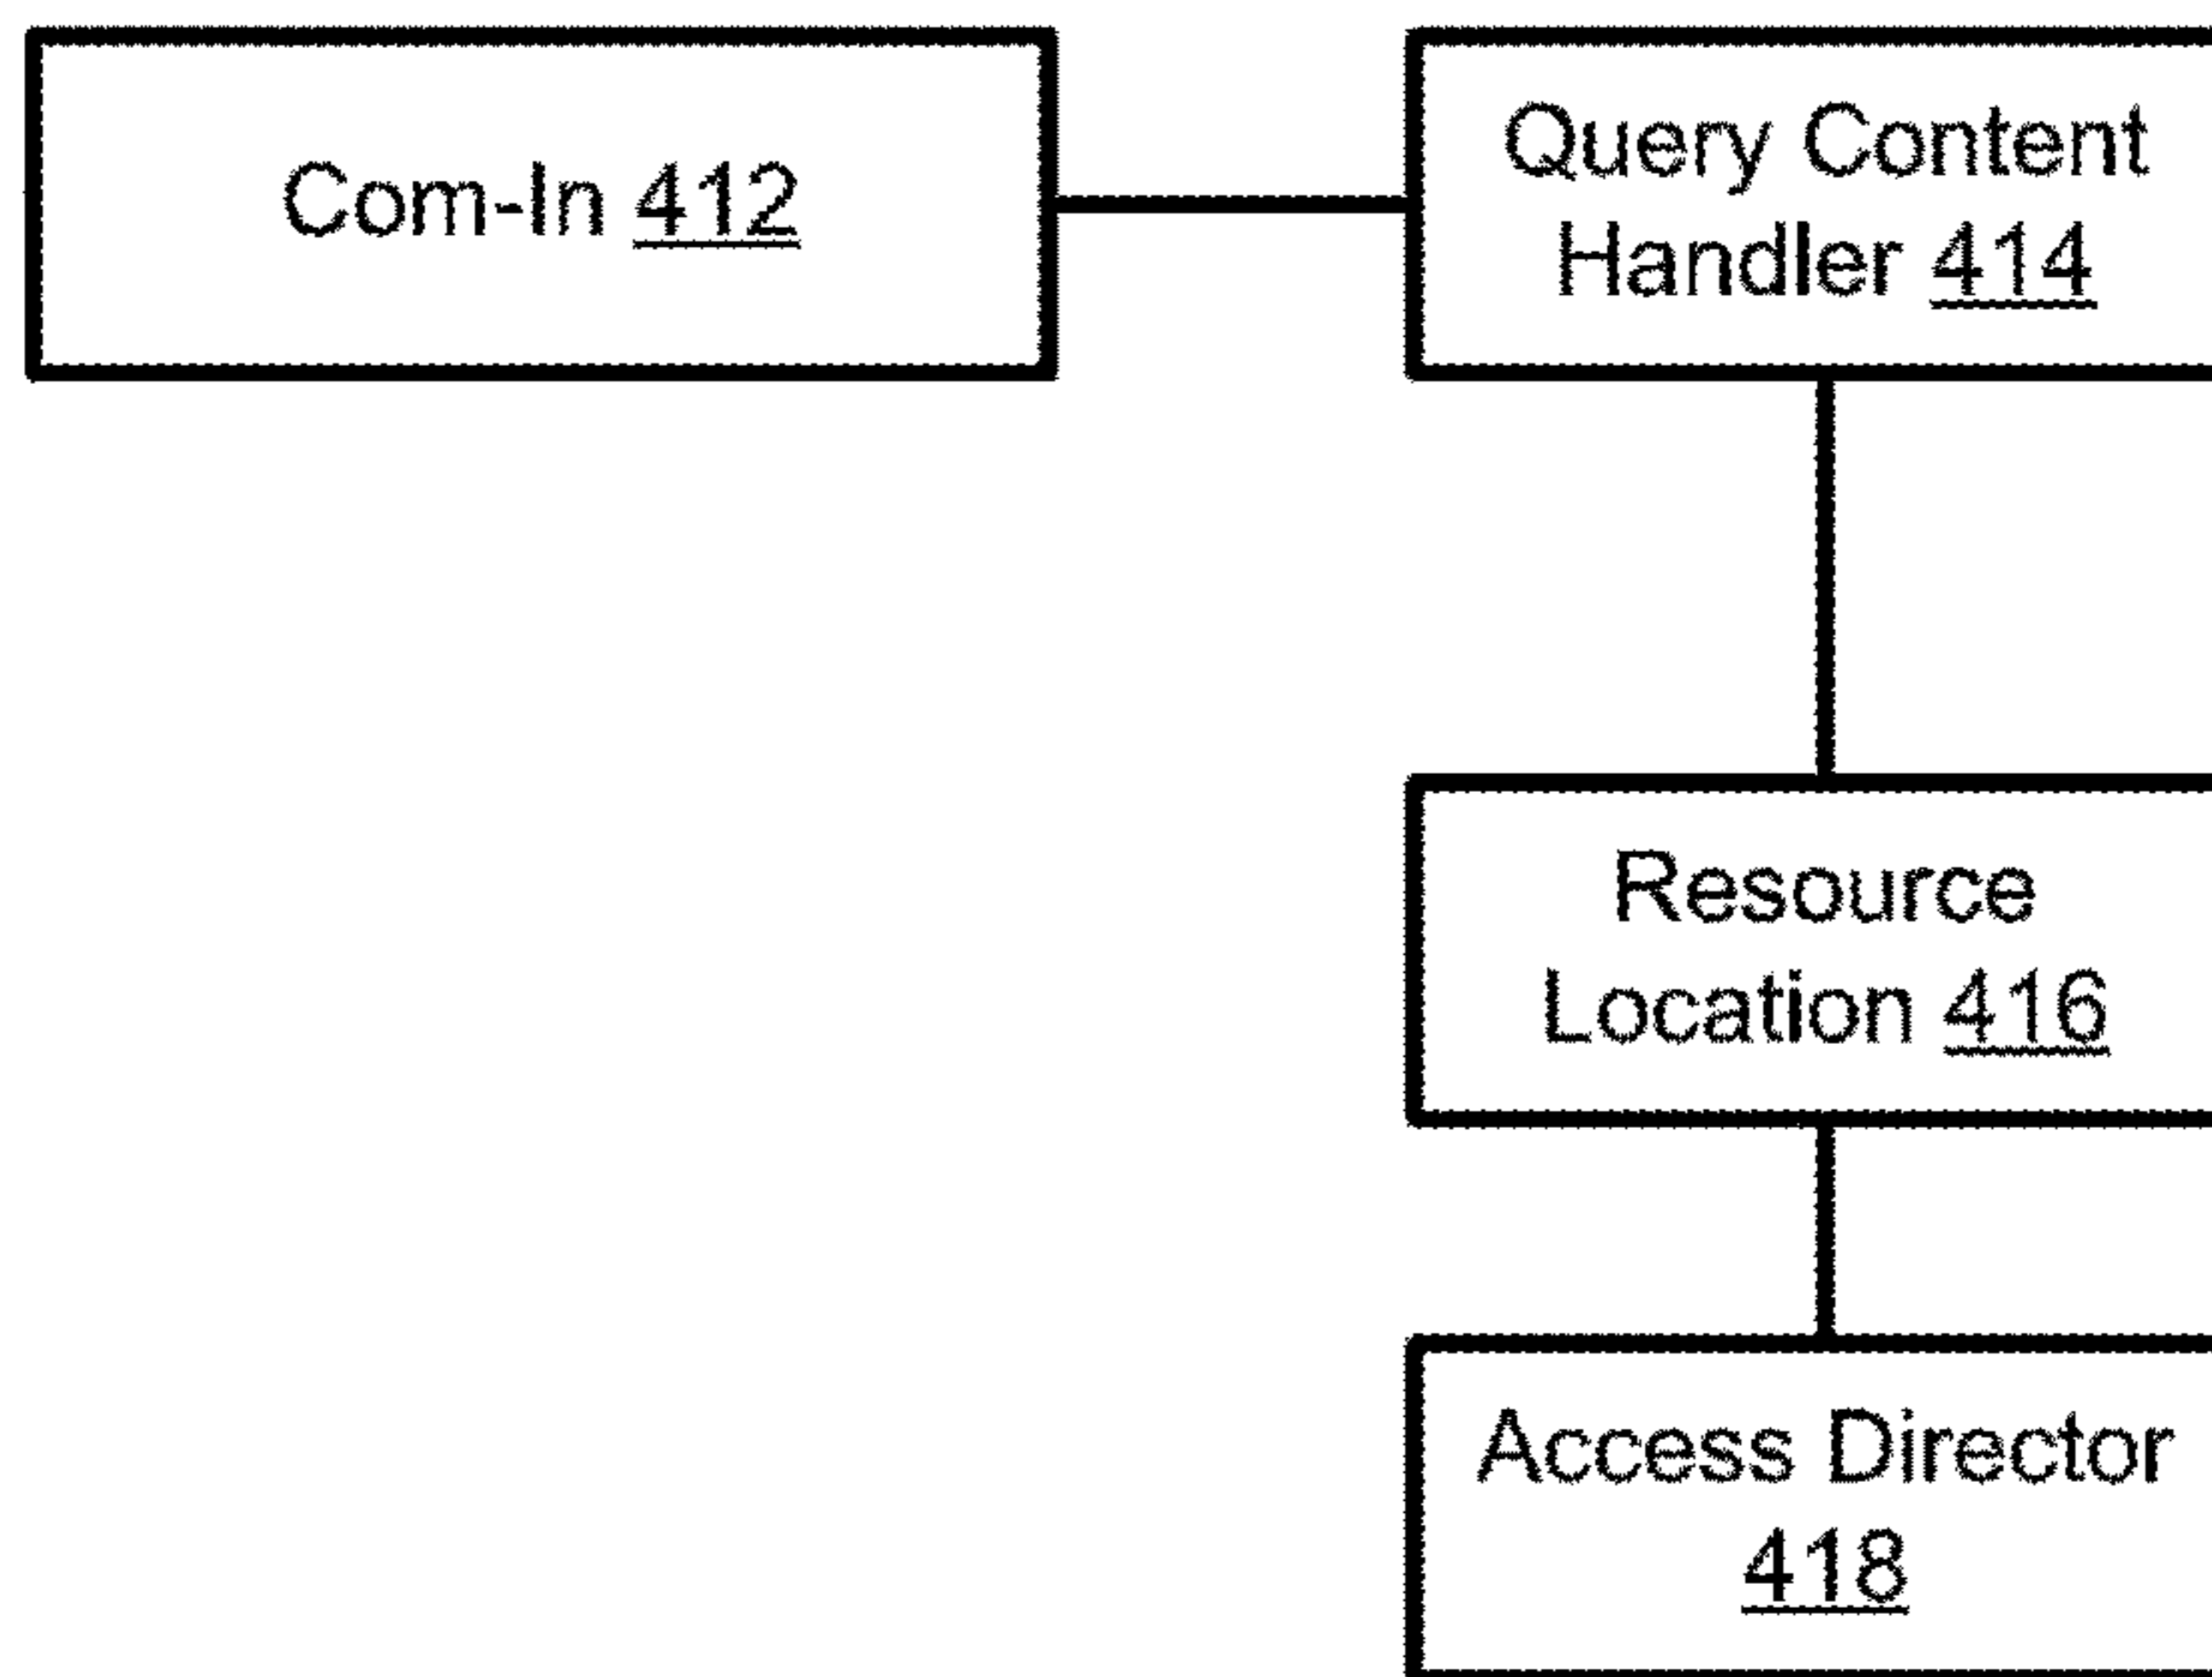 Com-In 412
Query Content
Handler 414
Resource
Location 416
Access Director
418